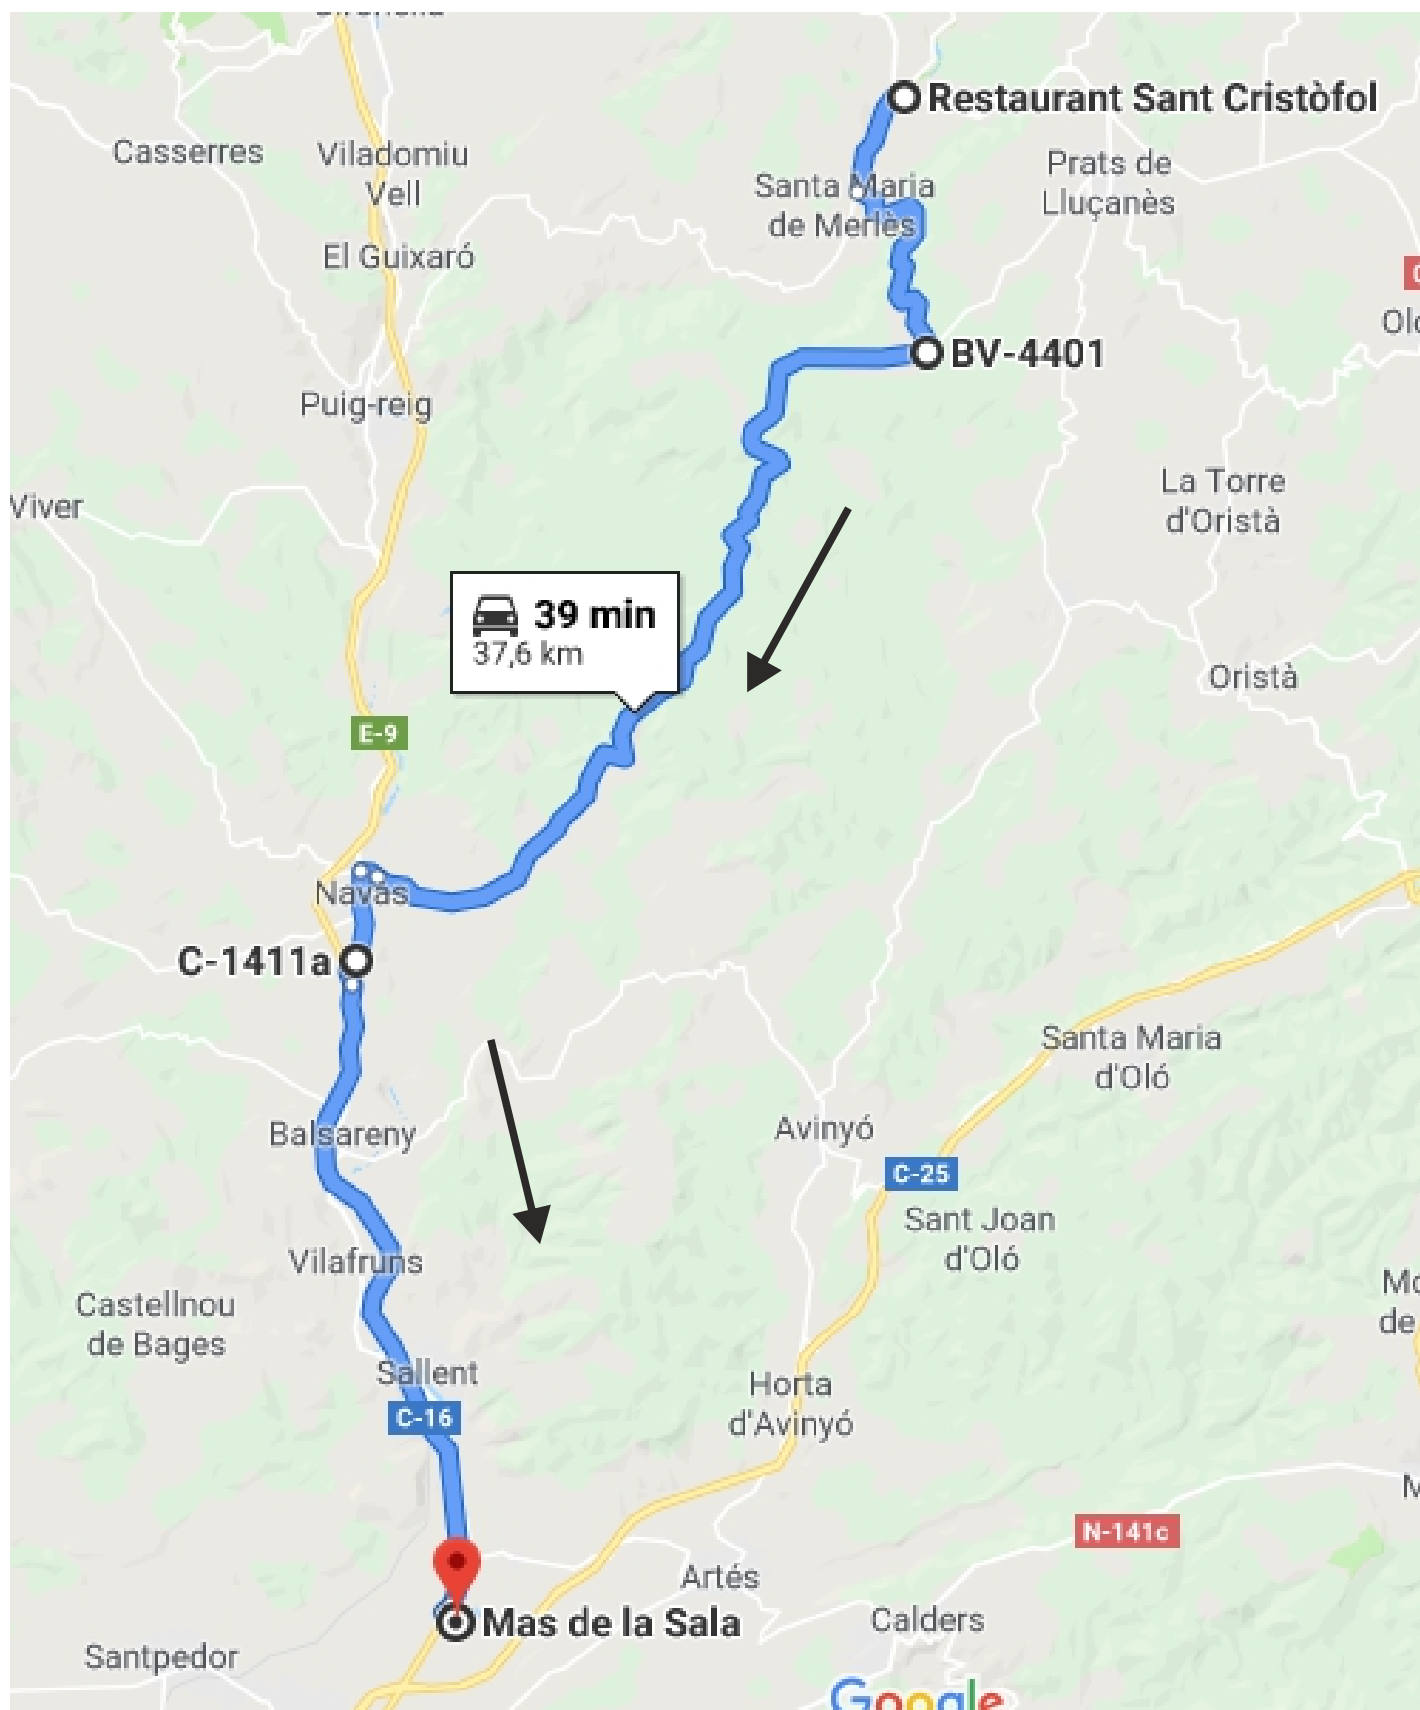 Restaurant Sant Cristòfol
Casserres
Viladomiu
Vell
Santa Maria
de Merlès
Prats de
Lluçanès
El Guixaró
BV-4401
Puig-reig
Viver
La Torre
d'Oristà
39 min
37,6 km
Oristà
E-9
Navàs
C-1411a
Santa Maria
d'Oló
Balsareny
Avinyó
C-25
Sant Joan
d'Oló
Vilafruns
Castellnou
de Bages
Sallent
C-16
Horta
d'Avinyó
N-141c
Artés
Mas de la Sala
Calders
Santpedor
Google